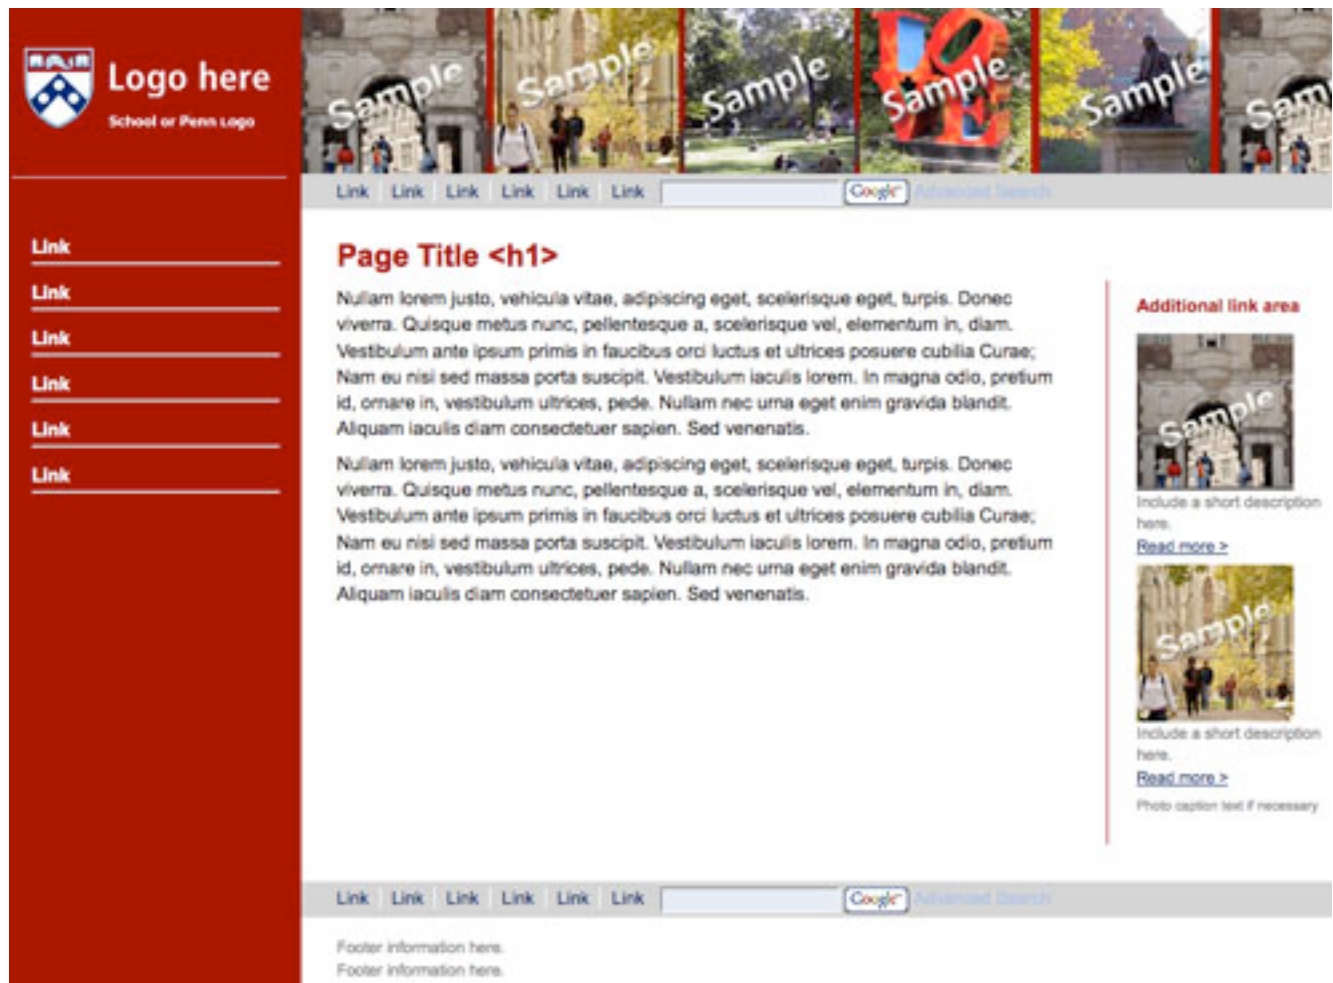 Logo here
School or Penn Logo
Sample Sample Sample Sample Sample Sample
LOVE
Link Link Link Link Link Link Google Advanced Search
Link
Link
Link
Link
Link
Link
Page Title <h1>
Nullam lorem justo, vehicula vitae, adipiscing eget, scelerisque eget, turpis. Donec
viverra. Quisque metus nunc, pellentesque a, scelerisque vel, elementum in, diam.
Vestibulum ante ipsum primis in faucibus orci luctus et ultrices posuere cubilia Curae;
Nam eu nisi sed massa porta suscipit. Vestibulum iaculis lorem. In magna odio, pretium
id, ornare in, vestibulum ultrices, pede. Nullam nec urna eget enim gravida blandit.
Aliquam iaculis diam consectetuer sapien. Sed venenatis.
Nullam lorem justo, vehicula vitae, adipiscing eget, scelerisque eget, turpis. Donec
viverra. Quisque metus nunc, pellentesque a, scelerisque vel, elementum in, diam.
Vestibulum ante ipsum primis in faucibus orci luctus et ultrices posuere cubilia Curae;
Nam eu nisi sed massa porta suscipit. Vestibulum iaculis lorem. In magna odio, pretium
id, ornare in, vestibulum ultrices, pede. Nullam nec urna eget enim gravida blandit.
Aliquam iaculis diam consectetuer sapien. Sed venenatis.
Additional link area
Sample
Include a short description
here.
Read more >
Sample
Include a short description
here.
Read more >
Photo caption text if necessary
Link Link Link Link Link Link Google Advanced Search
Footer information here.
Footer information here.